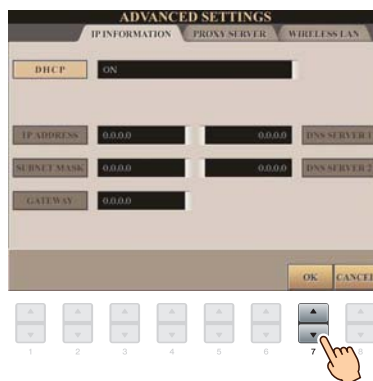 ADVANCED SETTINGS
IP INFORMATION PROXY SERVER WIRELESS LAN
DHCP ON
IP ADDRESS 0.0.0.0 0.0.0.0 DNS SERVER 1
SUBNET MASK 0.0.0.0 0.0.0.0 DNS SERVER 2
GATEWAY 0.0.0.0
OK CANCEL
1 2 3 4 5 6 7 8